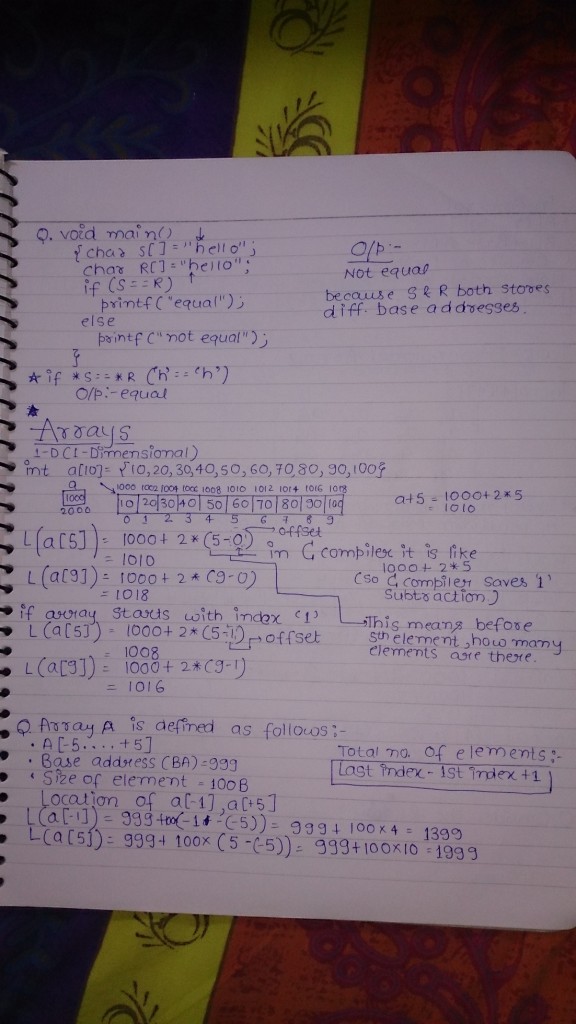 Q. void main()
{ char S[] = "hello";
char R[] = "hello";
if (S == R)
printf("equal");
else
printf("not equal");
}
O/p:-
Not equal
because S & R both stores
diff. base addresses.
★ if *S == *R ('h' == 'h')
O/p:- equal
★
Arrays
1-D (1-Dimensional)
int a[10] = {10,20,30,40,50,60,70,80,90,100}
a 1000 1002 1004 1006 1008 1010 1012 1014 1016 1018
1000 10 20 30 40 50 60 70 80 90 100
2000 0 1 2 3 4 5 6 7 8 9
a+5 = 1000+2*5
= 1010
L(a[5]) = 1000 + 2 * (5-0) → offset
= 1010
in C compiler it is like
1000 + 2*5
(so C compiler saves '1'
Subtraction.)
L(a[9]) = 1000 + 2 * (9-0)
= 1018
if array starts with index '1'
L(a[5]) = 1000 + 2 * (5-1) → offset
= 1008
This means before
5th element, how many
elements are there.
L(a[9]) = 1000 + 2 * (9-1)
= 1016
Q Array A is defined as follows:-
• A[-5....+5]
• Base address (BA) = 999
• Size of element = 100B
Location of a[-1], a[+5]
Total no. of elements:-
Last index - 1st index +1
L(a[-1]) = 999 + 100(-1 - (-5)) = 999 + 100 x 4 = 1399
L(a[5]) = 999 + 100x (5-(-5)) = 999+100x10 = 1999